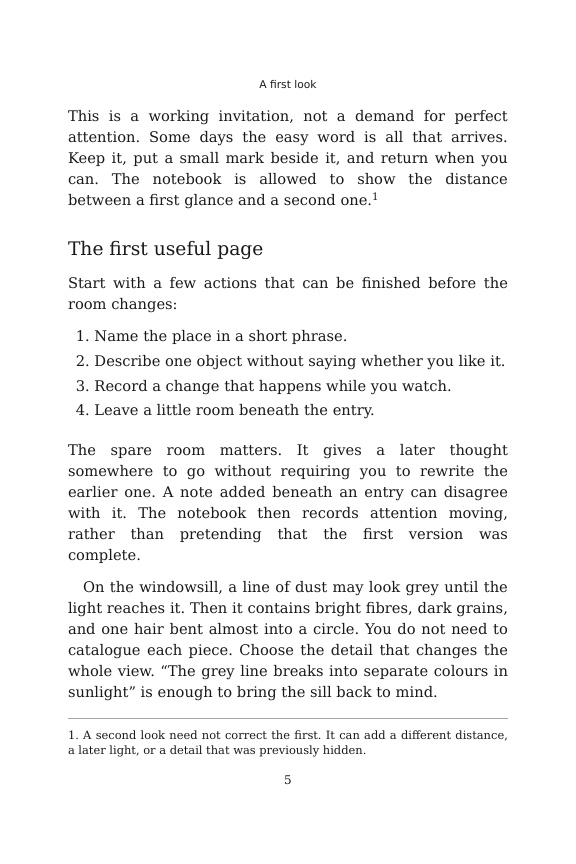 A first look
This is a working invitation, not a demand for perfect
attention. Some days the easy word is all that arrives.
Keep it, put a small mark beside it, and return when you
can. The notebook is allowed to show the distance
between a first glance and a second one.¹
The first useful page
Start with a few actions that can be finished before the
room changes:
1. Name the place in a short phrase.
2. Describe one object without saying whether you like it.
3. Record a change that happens while you watch.
4. Leave a little room beneath the entry.
The spare room matters. It gives a later thought
somewhere to go without requiring you to rewrite the
earlier one. A note added beneath an entry can disagree
with it. The notebook then records attention moving,
rather than pretending that the first version was
complete.
On the windowsill, a line of dust may look grey until the
light reaches it. Then it contains bright fibres, dark grains,
and one hair bent almost into a circle. You do not need to
catalogue each piece. Choose the detail that changes the
whole view. “The grey line breaks into separate colours in
sunlight” is enough to bring the sill back to mind.
1. A second look need not correct the first. It can add a different distance,
a later light, or a detail that was previously hidden.
5